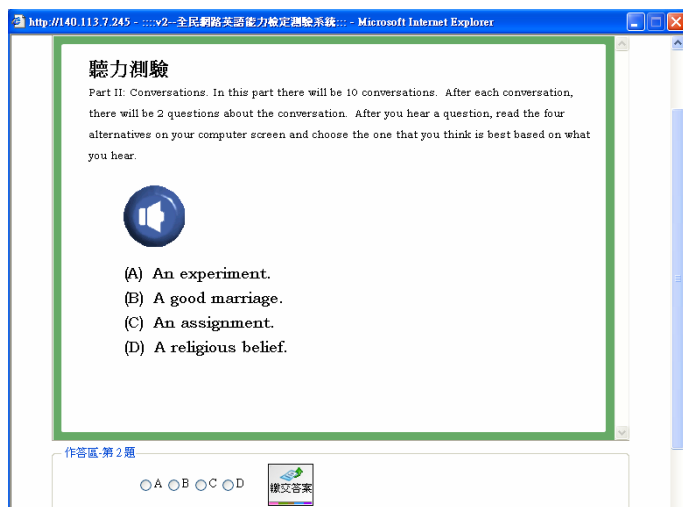 http://140.113.7.245 - ::::v2--全民網路英語能力檢定測驗系統::: - Microsoft Internet Explorer
聽力測驗
Part II: Conversations. In this part there will be 10 conversations. After each conversation,
there will be 2 questions about the conversation. After you hear a question, read the four
alternatives on your computer screen and choose the one that you think is best based on what
you hear.
(A) An experiment.
(B) A good marriage.
(C) An assignment.
(D) A religious belief.
作答區-第 2 題
A B C D
繳交答案